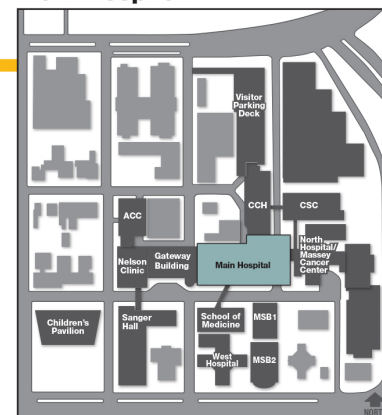 Visitor
Parking
Deck
CCH
CSC
ACC
North
Hospital/
Massey
Cancer
Center
Nelson
Clinic
Gateway
Building
Main Hospital
Children's
Pavilion
Sanger
Hall
School of
Medicine
MSB1
West
Hospital
MSB2
NORTH